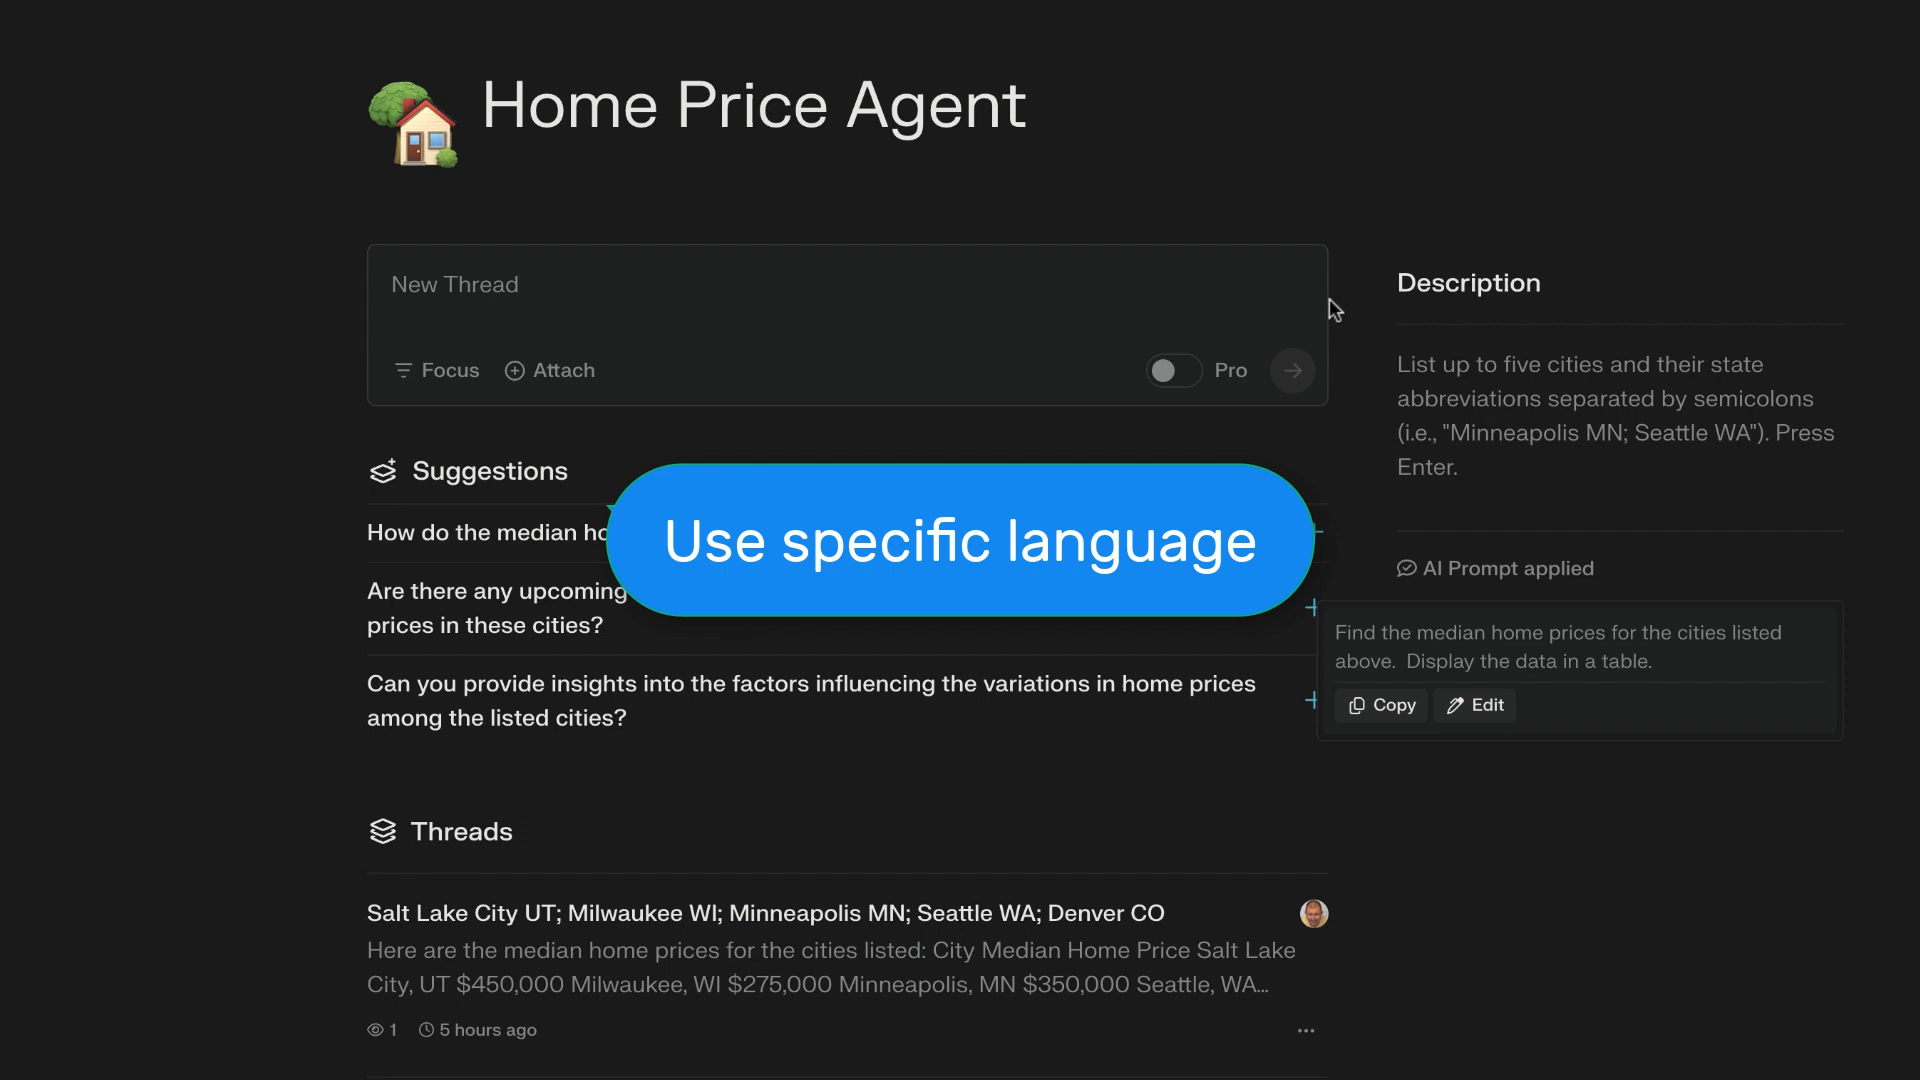 Home Price Agent
New Thread
Focus
Attach
Pro
Description
List up to five cities and their state
abbreviations separated by semicolons
(i.e., "Minneapolis MN; Seattle WA"). Press
Enter.
Suggestions
How do the median
Use specific language
Are there any upcoming
prices in these cities?
Can you provide insights into the factors influencing the variations in home prices
among the listed cities?
AI Prompt applied
Find the median home prices for the cities listed
above. Display the data in a table.
Copy
Edit
Threads
Salt Lake City UT; Milwaukee WI; Minneapolis MN; Seattle WA; Denver CO
Here are the median home prices for the cities listed: City Median Home Price Salt Lake
City, UT $450,000 Milwaukee, WI $275,000 Minneapolis, MN $350,000 Seattle, WA...
1
5 hours ago